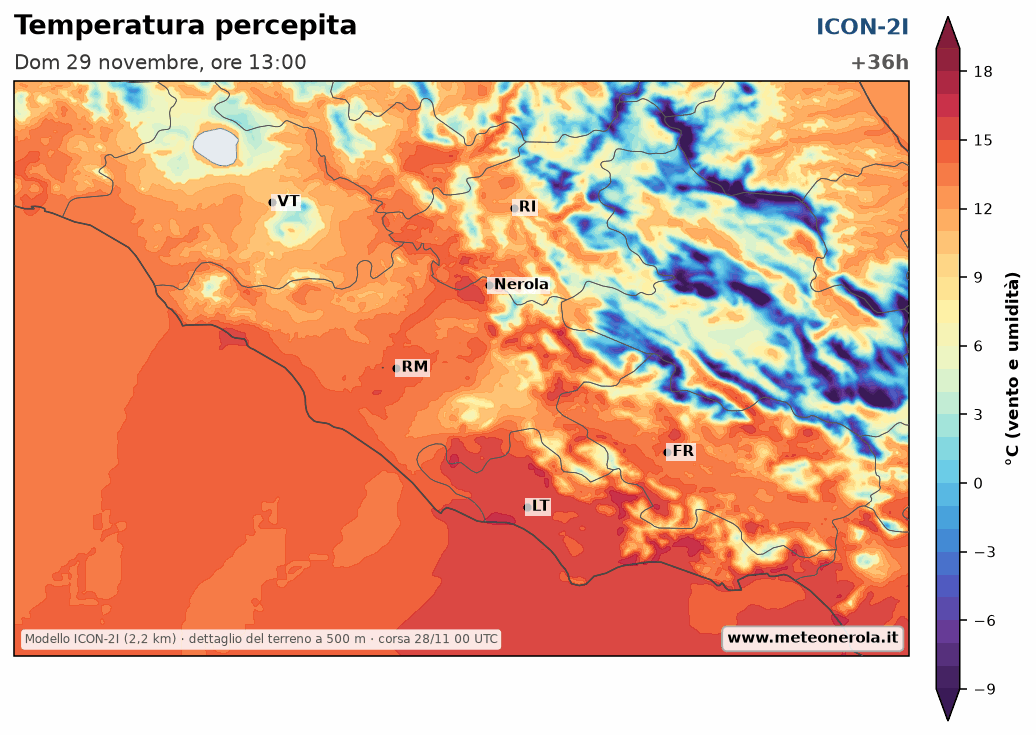 Temperatura percepita
ICON-2I
Dom 29 novembre, ore 13:00
+36h
VT
RI
Nerola
RM
FR
LT
Modello ICON-2I (2,2 km) · dettaglio del terreno a 500 m · corsa 28/11 00 UTC
www.meteonerola.it
18
15
12
9
6
3
0
−3
−6
−9
°C (vento e umidità)